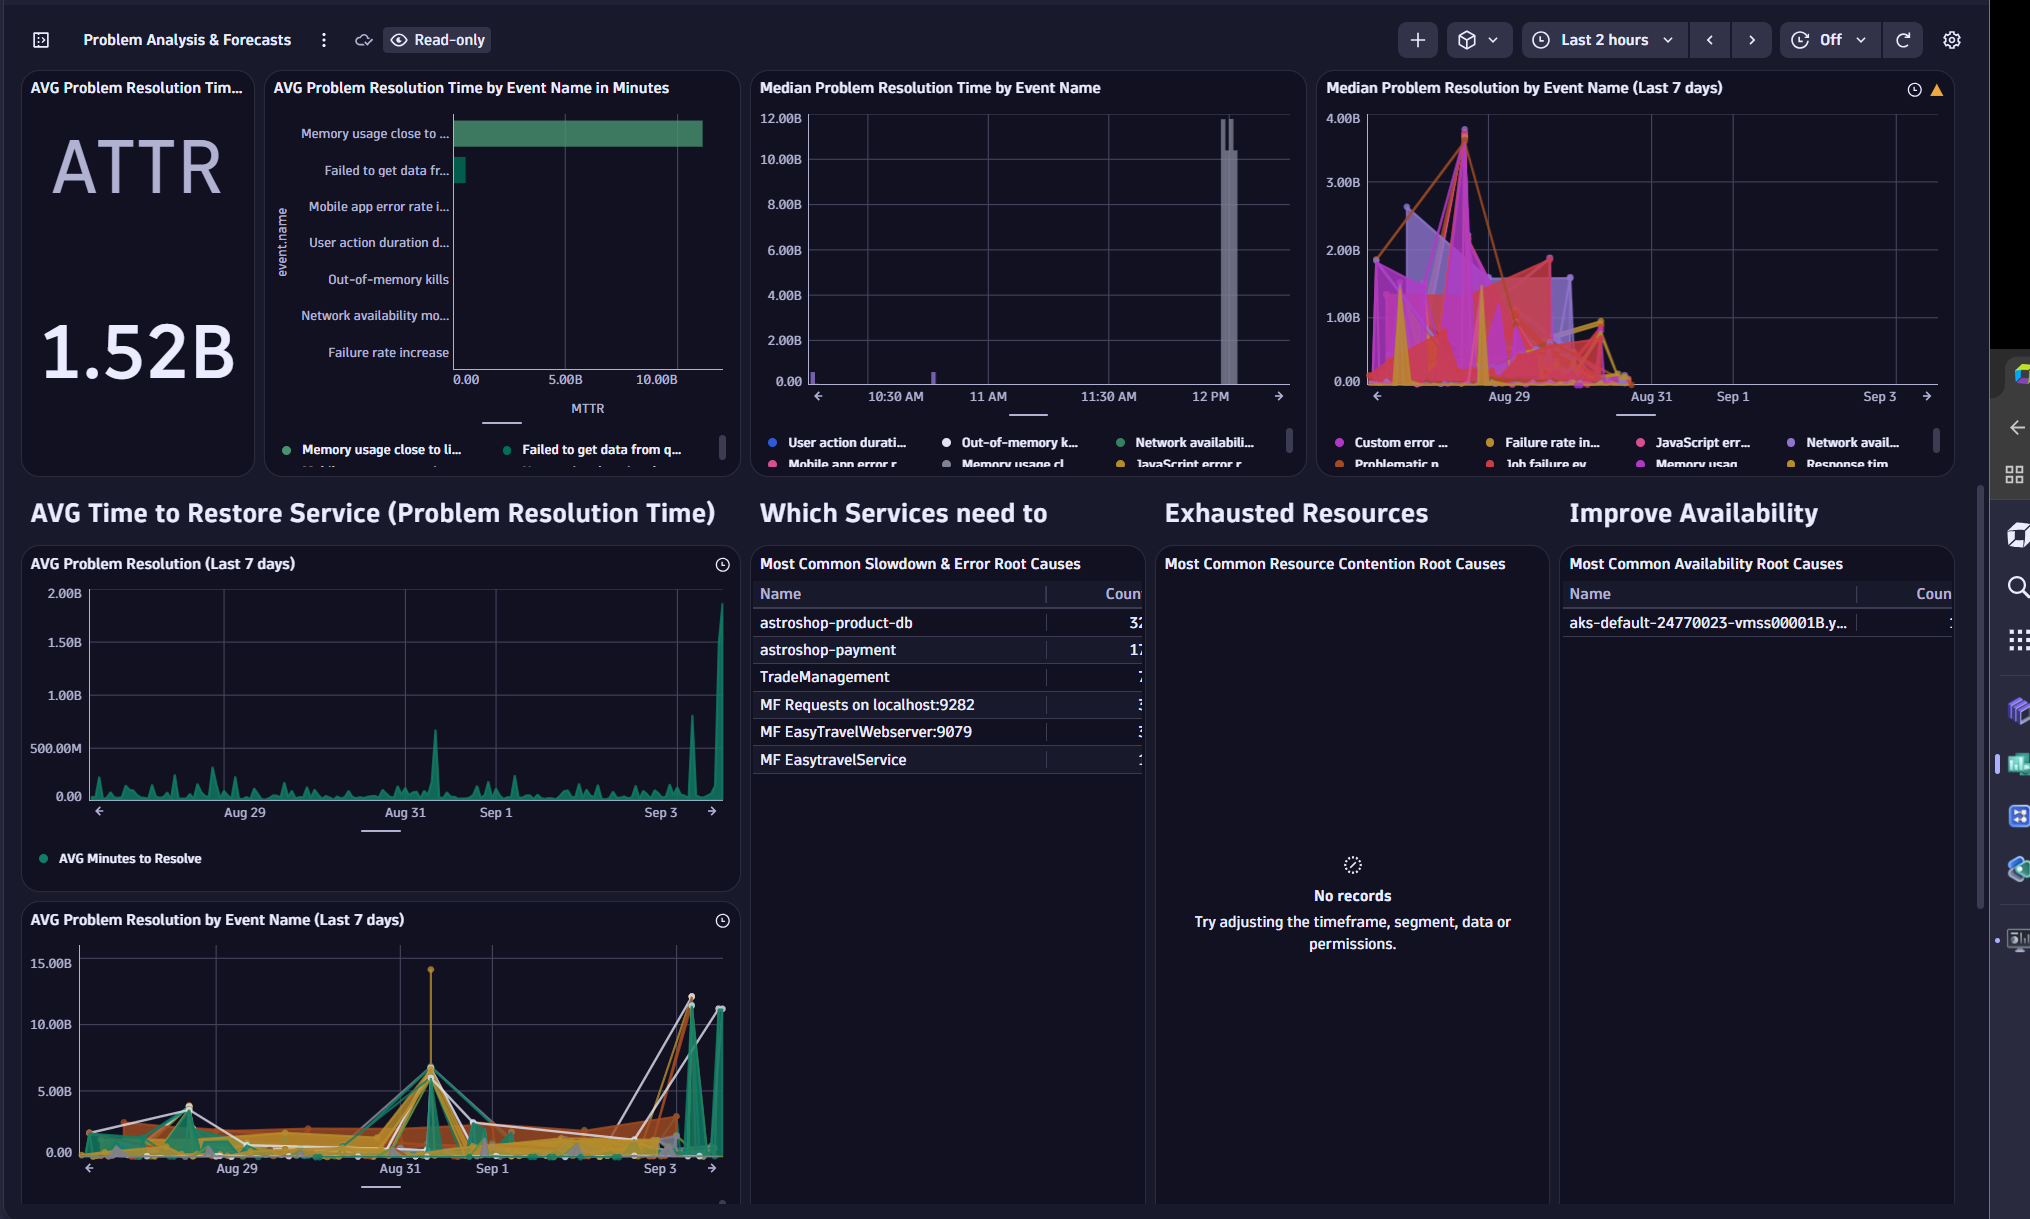 Problem Analysis & Forecasts
Read-only
Last 2 hours
Off
AVG Problem Resolution Tim...
ATTR
1.52B
AVG Problem Resolution Time by Event Name in Minutes
event.name
Memory usage close to ...
Failed to get data fr...
Mobile app error rate i...
User action duration d...
Out-of-memory kills
Network availability mo...
Failure rate increase
0.00 5.00B 10.00B
MTTR
Memory usage close to li... Failed to get data from q...
Median Problem Resolution Time by Event Name
12.00B
10.00B
8.00B
6.00B
4.00B
2.00B
0.00
10:30 AM 11 AM 11:30 AM 12 PM
User action durati... Out-of-memory k... Network availabili...
Mobile app error r Memory usage cl JavaScript error r
Median Problem Resolution by Event Name (Last 7 days)
4.00B
3.00B
2.00B
1.00B
0.00
Aug 29 Aug 31 Sep 1 Sep 3
Custom error ... Failure rate in... JavaScript err... Network avail...
Problematic n Job failure ev Memory usag Response tim
AVG Time to Restore Service (Problem Resolution Time)
AVG Problem Resolution (Last 7 days)
2.00B
1.50B
1.00B
500.00M
0.00
Aug 29 Aug 31 Sep 1 Sep 3
AVG Minutes to Resolve
AVG Problem Resolution by Event Name (Last 7 days)
15.00B
10.00B
5.00B
0.00
Aug 29 Aug 31 Sep 1 Sep 3
Which Services need to
Most Common Slowdown & Error Root Causes
Name Coun
astroshop-product-db 32
astroshop-payment 17
TradeManagement 7
MF Requests on localhost:9282 3
MF EasyTravelWebserver:9079 3
MF EasytravelService 1
Exhausted Resources
Most Common Resource Contention Root Causes
No records
Try adjusting the timeframe, segment, data or
permissions.
Improve Availability
Most Common Availability Root Causes
Name Coun
aks-default-24770023-vmss00001B.y...